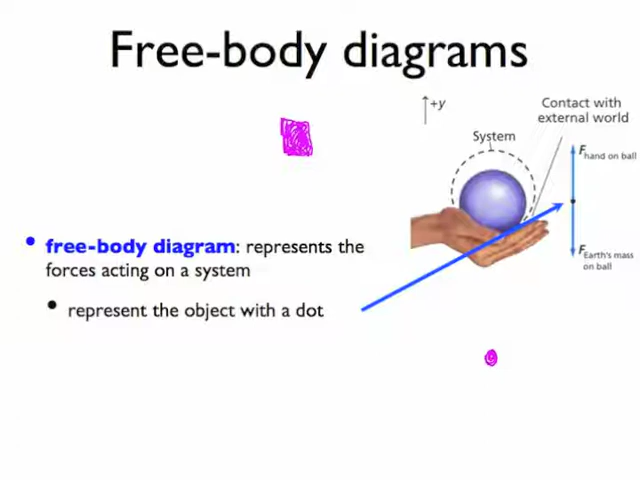 Free-body diagrams
+y
Contact with
external world
System
F hand on ball
• free-body diagram: represents the
forces acting on a system
F Earth's mass
on ball
• represent the object with a dot